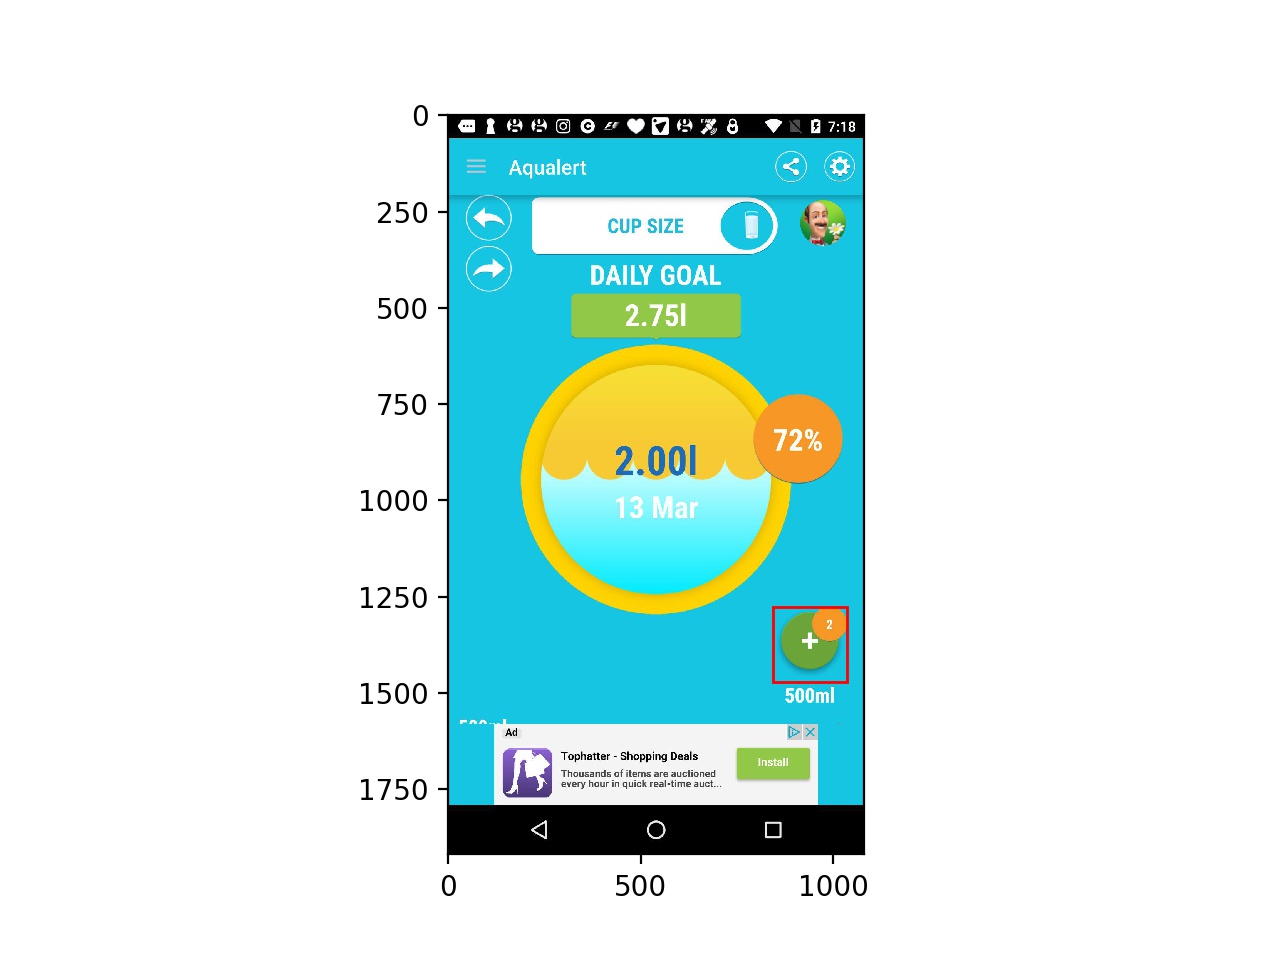 0
7:18
Aqualert
250
CUP SIZE
DAILY GOAL
500
2.75l
750
72%
2.00l
1000
13 Mar
1250
2
+
500ml
1500
Ad
Tophatter - Shopping Deals
Thousands of items are auctioned
every hour in quick real-time auct...
Install
1750
0
500
1000